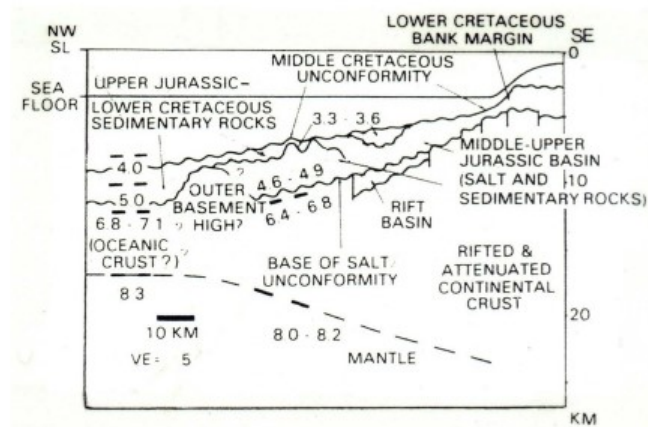 NW
SL
LOWER CRETACEOUS
BANK MARGIN
SE
0
MIDDLE CRETACEOUS
UNCONFORMITY
SEA
FLOOR
UPPER JURASSIC-
LOWER CRETACEOUS
SEDIMENTARY ROCKS
3.3 - 3.6
MIDDLE-UPPER
JURASSIC BASIN
(SALT AND
SEDIMENTARY ROCKS)
10
4.0
?
4.6 - 4.9
5.0
OUTER
BASEMENT
HIGH?
6.4 - 6.8
RIFT
BASIN
6.8 - 7.1
?
(OCEANIC
CRUST?)
?
BASE OF SALT/
UNCONFORMITY
RIFTED &
ATTENUATED
CONTINENTAL
CRUST
8.3
10 KM
VE= 5
8.0 - 8.2
MANTLE
20
KM